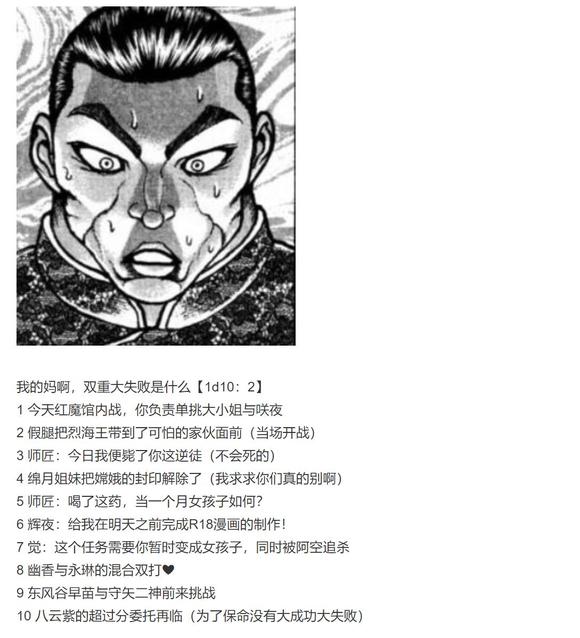 我的妈啊，双重大失败是什么【1d10：2】
1 今天红魔馆内战，你负责单挑大小姐与咲夜
2 假腿把烈海王带到了可怕的家伙面前（当场开战）
3 师匠：今日我便毙了你这逆徒（不会死的）
4 绵月姐妹把嫦娥的封印解除了（我求求你们真的别啊）
5 师匠：喝了这药，当一个月女孩子如何？
6 辉夜：给我在明天之前完成R18漫画的制作！
7 觉：这个任务需要你暂时变成女孩子，同时被阿空追杀
8 幽香与永琳的混合双打❤
9 东风谷早苗与守矢二神前来挑战
10 八云紫的超过分委托再临（为了保命没有大成功大失败）